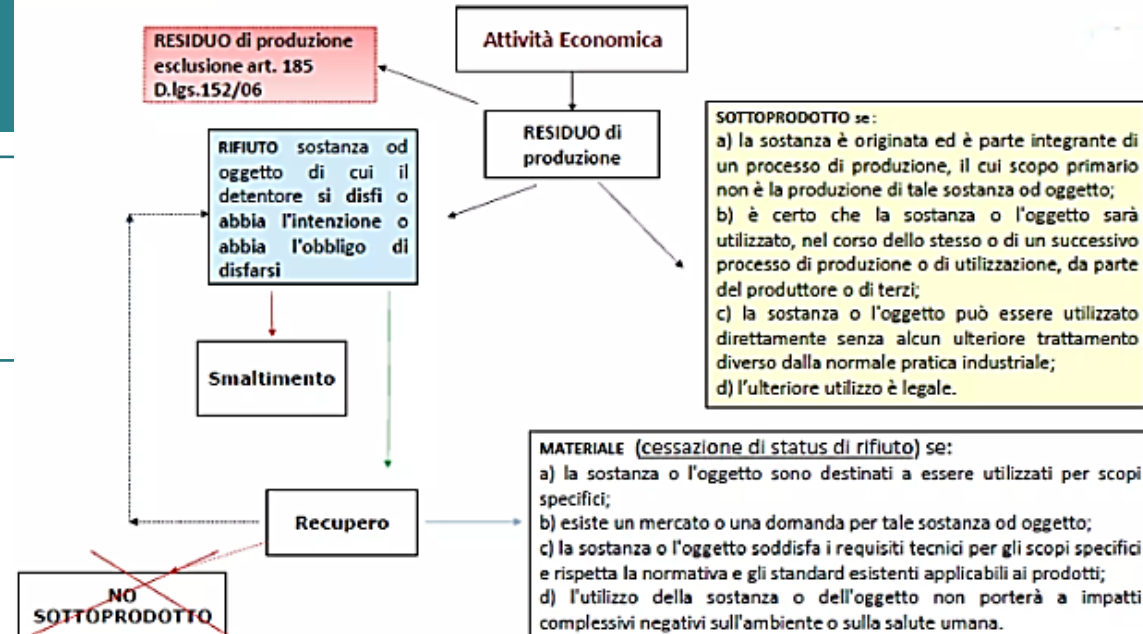 Attività Economica
RESIDUO di produzione
esclusione art. 185
D.lgs.152/06
RESIDUO di
produzione
RIFIUTO sostanza od
oggetto di cui il
detentore si disfi o
abbia l'intenzione o
abbia l'obbligo di
disfarsi
SOTTOPRODOTTO se:
a) la sostanza è originata ed è parte integrante di
un processo di produzione, il cui scopo primario
non è la produzione di tale sostanza od oggetto;
b) è certo che la sostanza o l'oggetto sarà
utilizzato, nel corso dello stesso o di un successivo
processo di produzione o di utilizzazione, da parte
del produttore o di terzi;
c) la sostanza o l'oggetto può essere utilizzato
direttamente senza alcun ulteriore trattamento
diverso dalla normale pratica industriale;
d) l'ulteriore utilizzo è legale.
Smaltimento
MATERIALE (cessazione di status di rifiuto) se:
a) la sostanza o l'oggetto sono destinati a essere utilizzati per scopi
specifici;
b) esiste un mercato o una domanda per tale sostanza od oggetto;
c) la sostanza o l'oggetto soddisfa i requisiti tecnici per gli scopi specifici
e rispetta la normativa e gli standard esistenti applicabili ai prodotti;
d) l'utilizzo della sostanza o dell'oggetto non porterà a impatti
complessivi negativi sull'ambiente o sulla salute umana.
Recupero
NO
SOTTOPRODOTTO